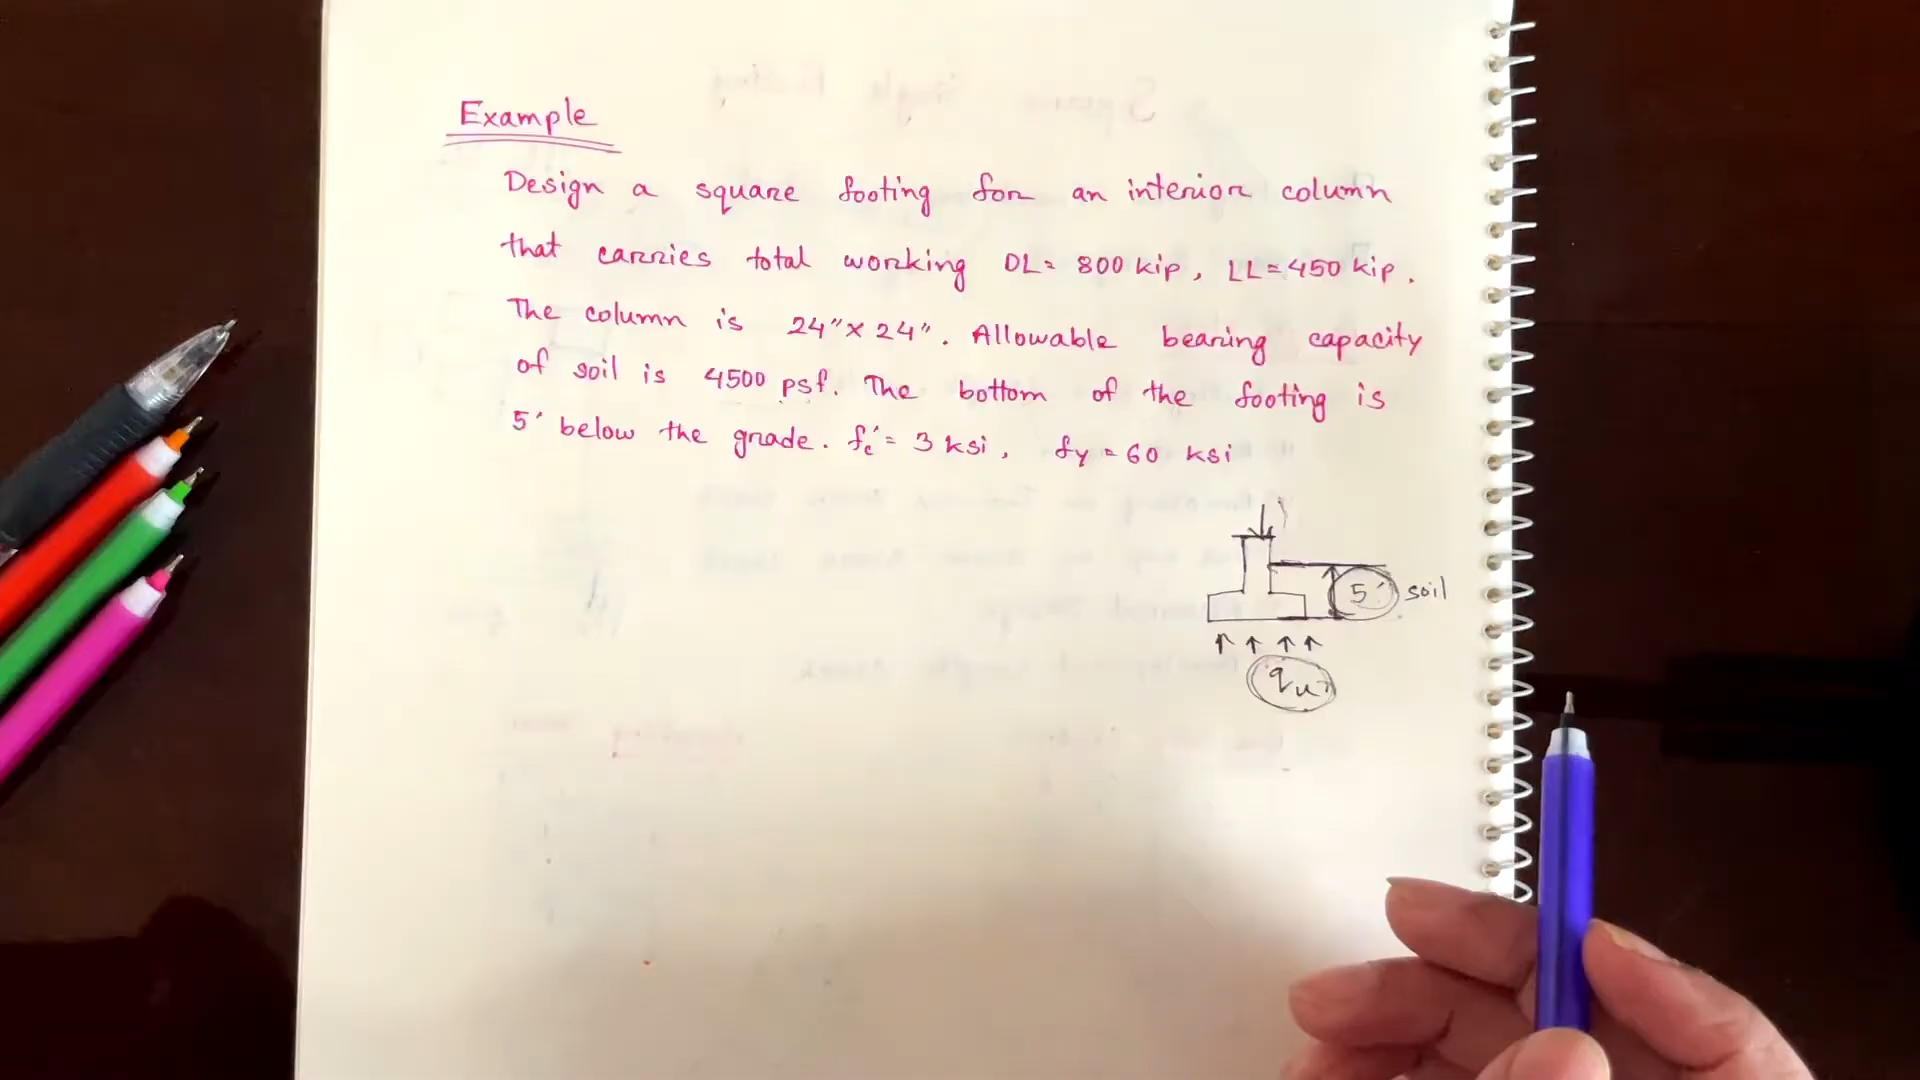 Example
Design a square footing for an interior column
that carries total working DL= 800 kip, LL=450 kip.
The column is 24"x 24". Allowable bearing capacity
of soil is 4500 psf. The bottom of the footing is
5' below the grade. fc'= 3 ksi, fy = 60 ksi
5' soil
qu